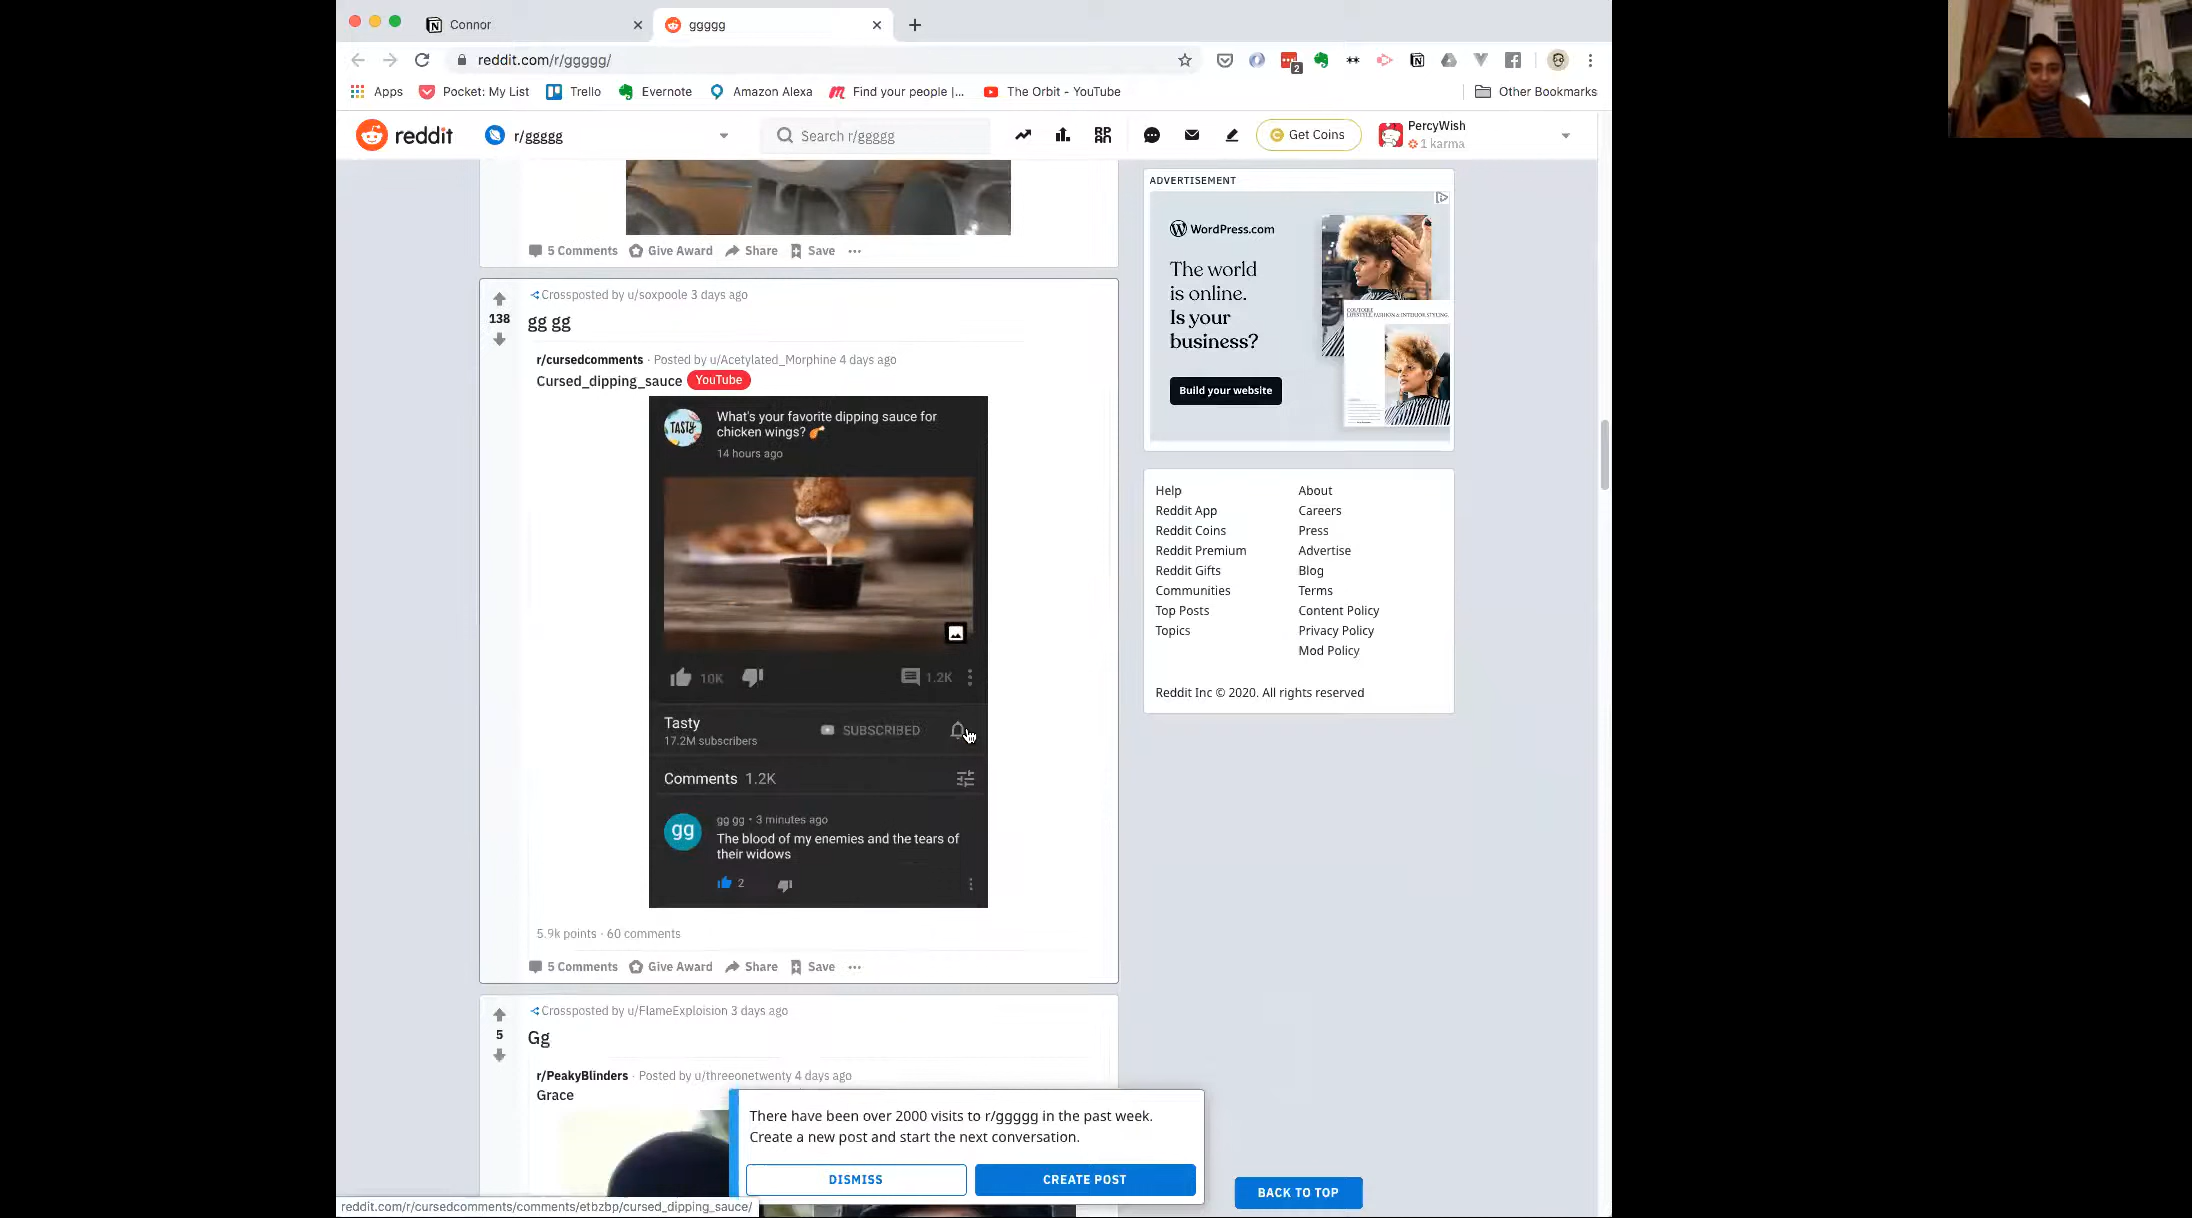 Connor
ggggg
reddit.com/r/ggggg/
2
Apps
Pocket: My List
Trello
Evernote
Amazon Alexa
Find your people |...
The Orbit - YouTube
Other Bookmarks
reddit
r/ggggg
Search r/ggggg
Get Coins
PercyWish
1 karma
5 Comments
Give Award
Share
Save
Crossposted by u/soxpoole 3 days ago
138
gg gg
r/cursedcomments · Posted by u/Acetylated_Morphine 4 days ago
Cursed_dipping_sauce YouTube
TASTY
What's your favorite dipping sauce for
chicken wings? 🍗
14 hours ago
10K
1.2K
Tasty
17.2M subscribers
SUBSCRIBED
Comments 1.2K
gg
gg gg • 3 minutes ago
The blood of my enemies and the tears of
their widows
2
5.9k points · 60 comments
5 Comments
Give Award
Share
Save
Crossposted by u/FlameExploision 3 days ago
5
Gg
r/PeakyBlinders · Posted by u/threeonetwenty 4 days ago
Grace
There have been over 2000 visits to r/ggggg in the past week.
Create a new post and start the next conversation.
DISMISS
CREATE POST
BACK TO TOP
reddit.com/r/cursedcomments/comments/etbzbp/cursed_dipping_sauce/
ADVERTISEMENT
WordPress.com
The world
is online.
Is your
business?
Build your website
Help
Reddit App
Reddit Coins
Reddit Premium
Reddit Gifts
Communities
Top Posts
Topics
About
Careers
Press
Advertise
Blog
Terms
Content Policy
Privacy Policy
Mod Policy
Reddit Inc © 2020. All rights reserved